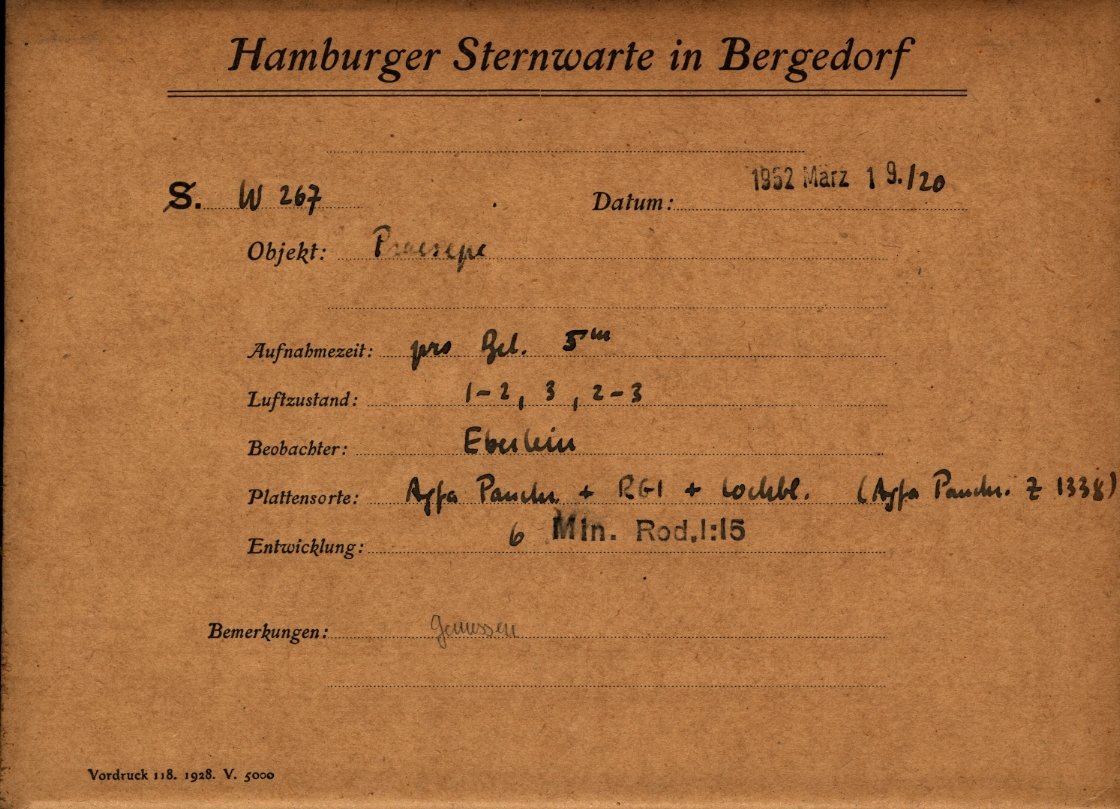 Hamburger Sternwarte in Bergedorf
S. W 267 Datum: 1952 März 19./20
Objekt: Praesepe
Aufnahmezeit: pro Gel. 5ᵐ
Luftzustand: 1-2, 3, 2-3
Beobachter: Eberlein
Plattensorte: Agfa Panchr. + RG1 + Lochbl. (Agfa Panchr. Z 1338)
Entwicklung: 6 Min. Rod. 1:15
Bemerkungen: Gemessen
Vordruck 118. 1928. V. 5000